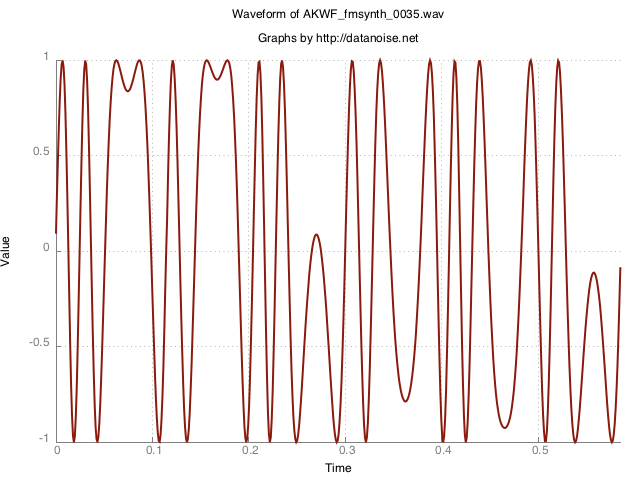 Waveform of AKWF_fmsynth_0035.wav
Graphs by http://datanoise.net
1
0.5
0
-0.5
-1
Value
0 0.1 0.2 0.3 0.4 0.5
Time